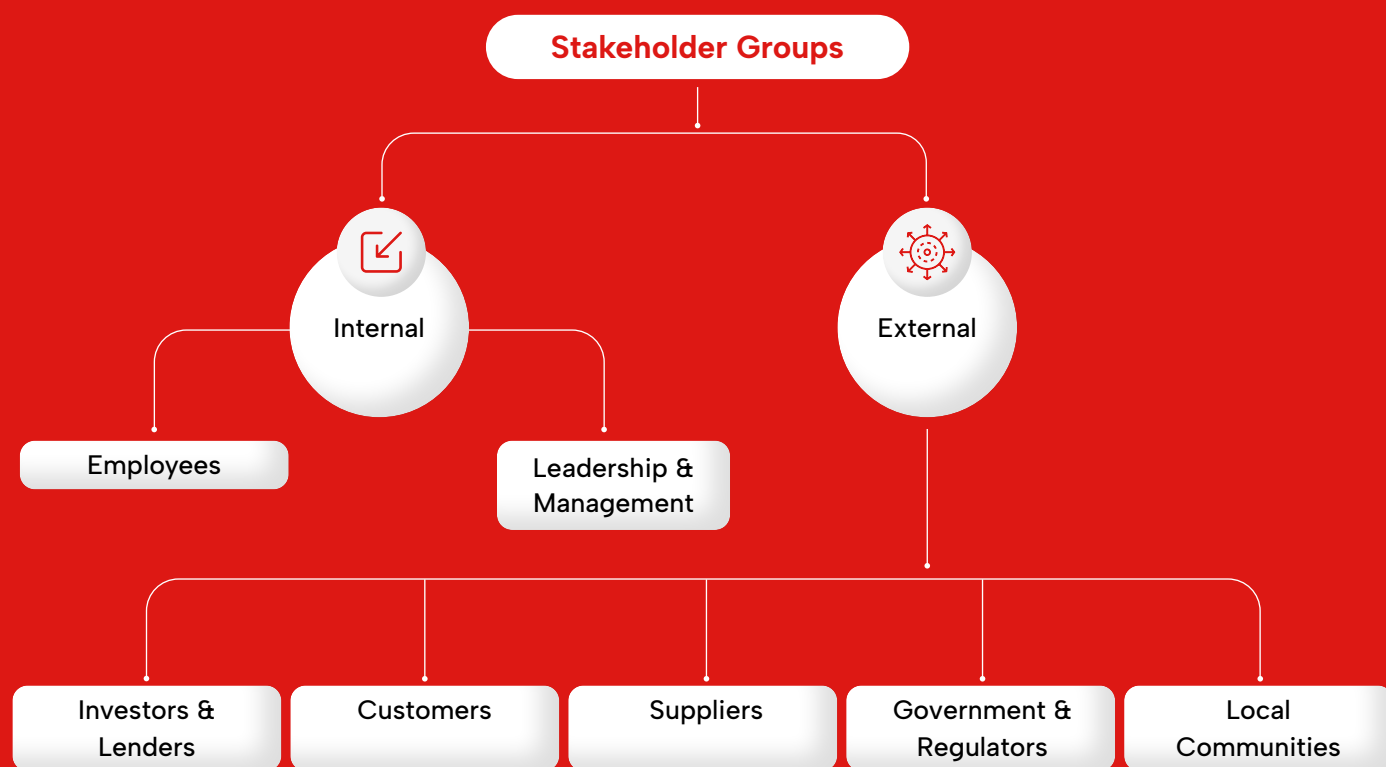 Stakeholder Groups
Internal
External
Employees
Leadership &
Management
Investors &
Lenders
Customers
Suppliers
Government &
Regulators
Local
Communities